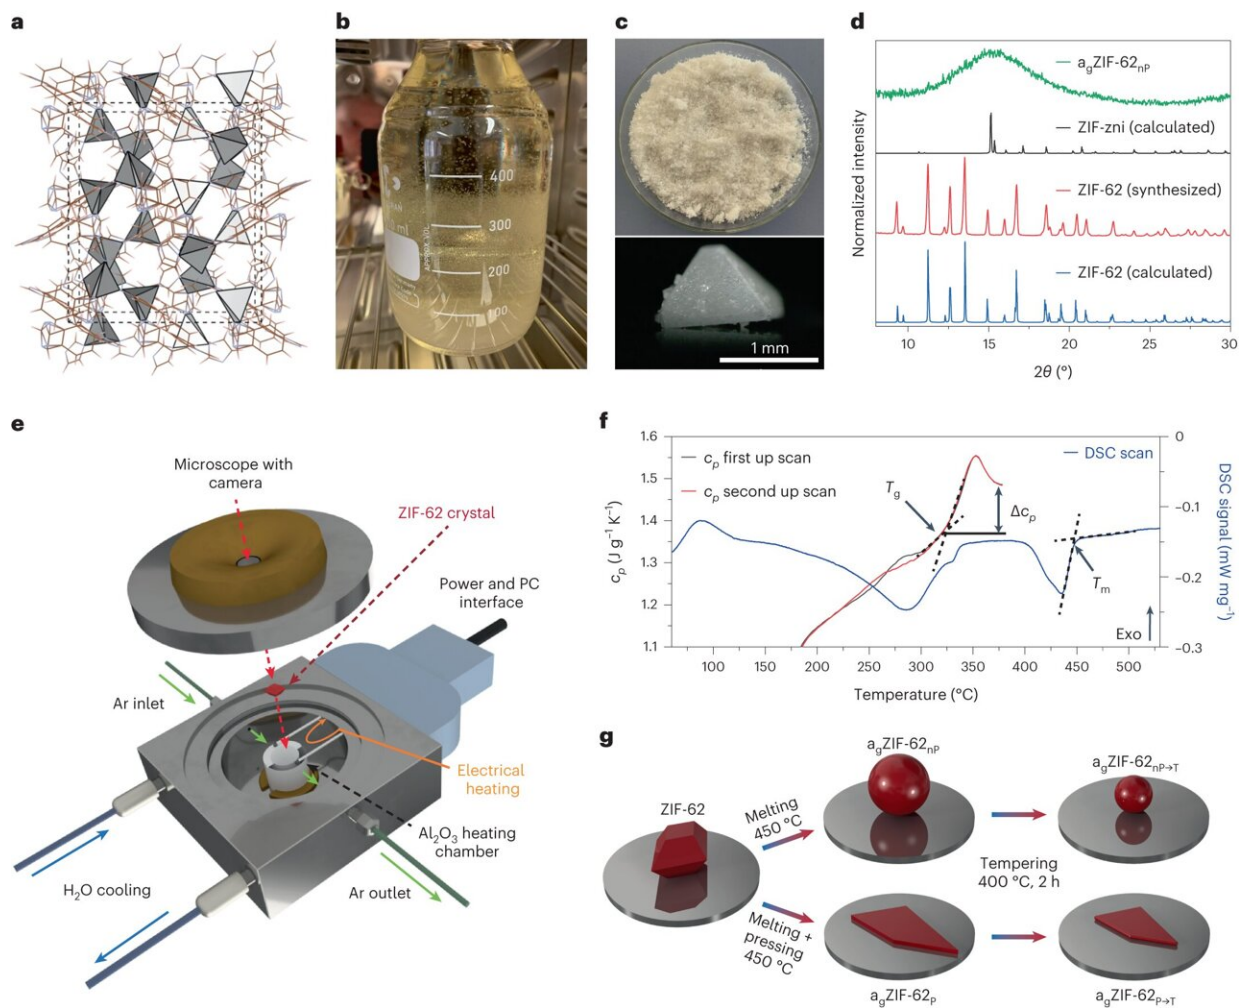 a
b
400
300
200
100
c
1 mm
d
Normalized intensity
a_gZIF-62_nP
ZIF-zni (calculated)
ZIF-62 (synthesized)
ZIF-62 (calculated)
10
15
20
25
30
2θ (°)
e
Microscope with
camera
ZIF-62 crystal
Power and PC
interface
Ar inlet
Electrical
heating
Al₂O₃ heating
chamber
H₂O cooling
Ar outlet
f
c_p (J g⁻¹ K⁻¹)
1.6
1.5
1.4
1.3
1.2
1.1
c_p first up scan
c_p second up scan
DSC scan
T_g
Δc_p
T_m
Exo
0
–0.1
–0.2
–0.3
DSC signal (mW mg⁻¹)
100
150
200
250
300
350
400
450
500
Temperature (°C)
g
ZIF-62
Melting
450 °C
a_gZIF-62_nP
a_gZIF-62_nP→T
Tempering
400 °C, 2 h
Melting +
pressing
450 °C
a_gZIF-62_P
a_gZIF-62_P→T